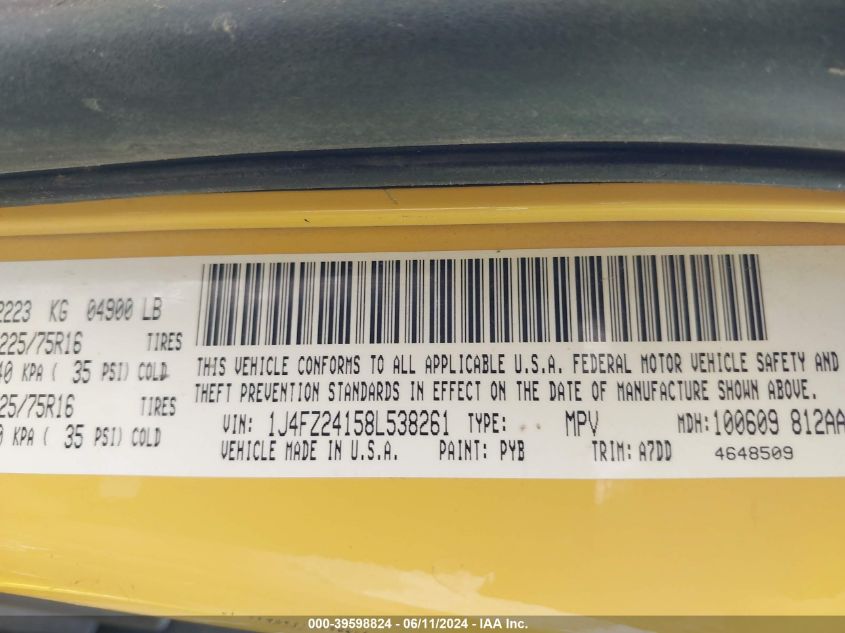 2223 KG 04900 LB
225/75R16 TIRES
40 KPA ( 35 PSI) COLD
25/75R16 TIRES
0 KPA ( 35 PSI) COLD
THIS VEHICLE CONFORMS TO ALL APPLICABLE U.S.A. FEDERAL MOTOR VEHICLE SAFETY AND
THEFT PREVENTION STANDARDS IN EFFECT ON THE DATE OF MANUFACTURE SHOWN ABOVE.
VIN: 1J4FZ24158L538261 TYPE: MPV MDH: 100609 812AA
VEHICLE MADE IN U.S.A. PAINT: PYB TRIM: A7DD 4648509
000-39598824 - 06/11/2024 - IAA Inc.